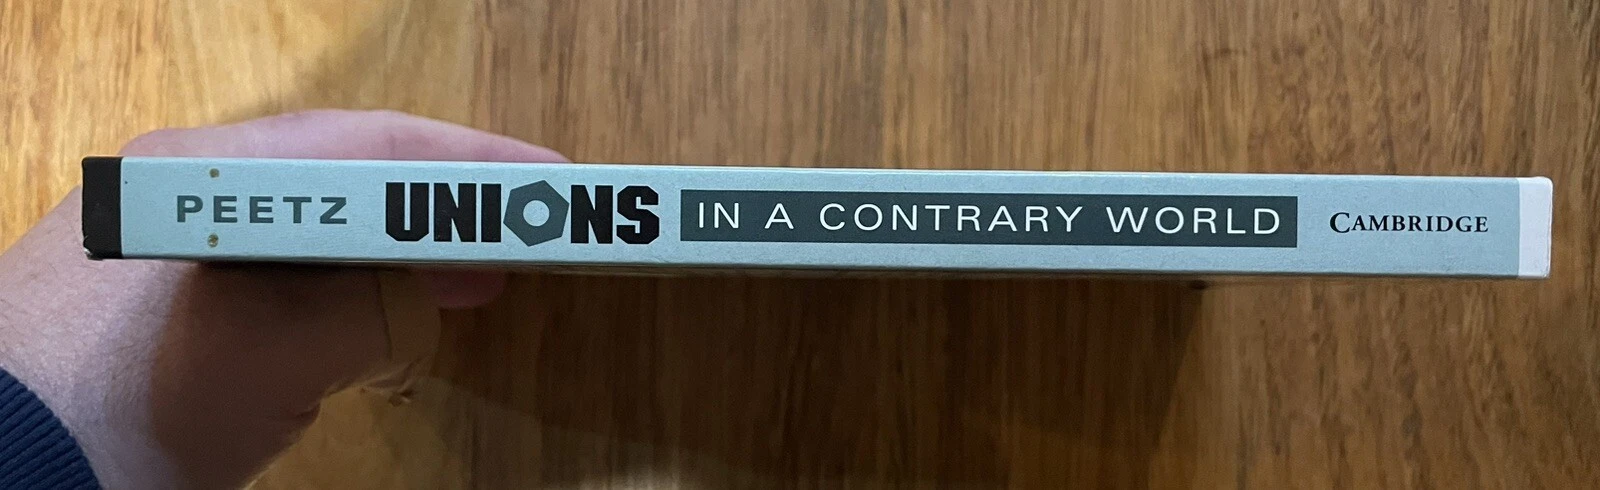 PEETZ UNIONS IN A CONTRARY WORLD CAMBRIDGE